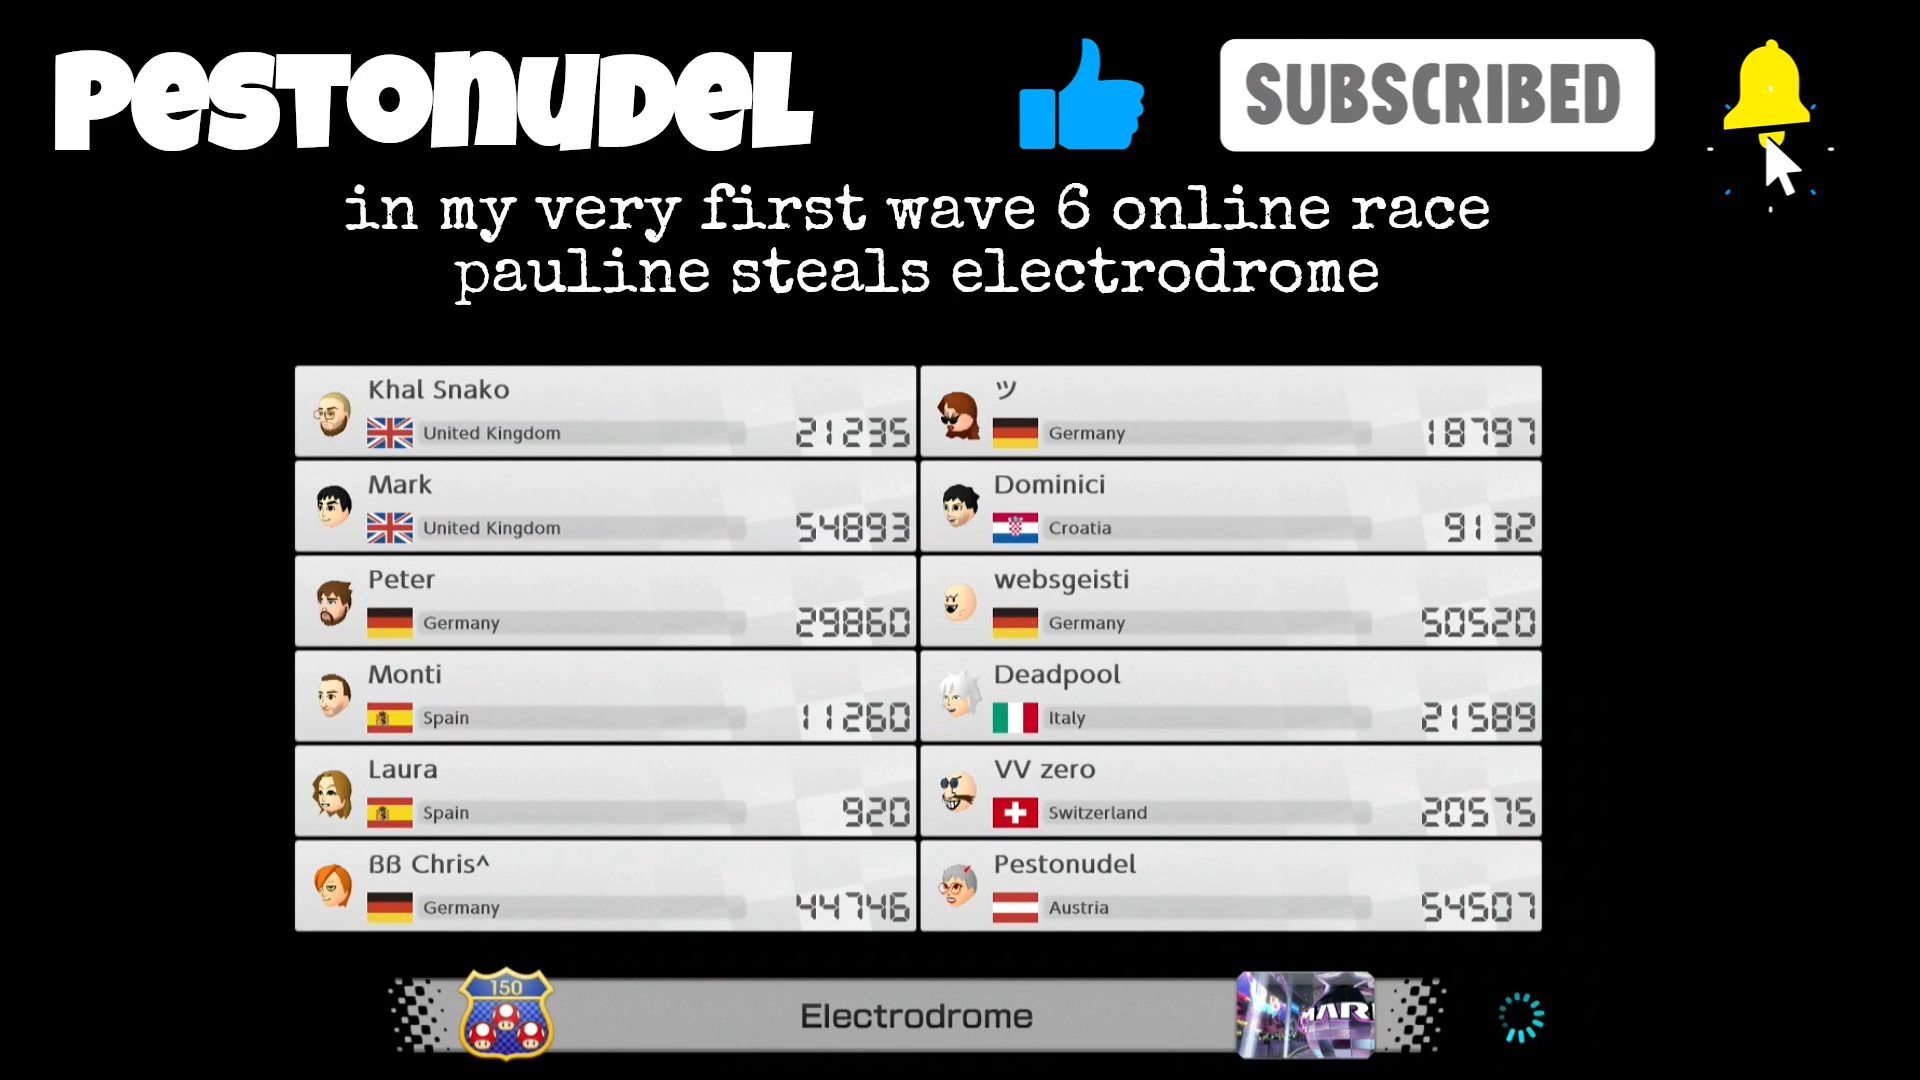 PESTONUDEL
SUBSCRIBED
in my very first wave 6 online race
pauline steals electrodrome
Khal Snako
United Kingdom 21235
ツ
Germany 18797
Mark
United Kingdom 54893
Dominici
Croatia 9132
Peter
Germany 29860
websgeisti
Germany 50520
Monti
Spain 11260
Deadpool
Italy 21589
Laura
Spain 920
VV zero
Switzerland 20575
ßß Chris^
Germany 44746
Pestonudel
Austria 54507
150
Electrodrome
MARI